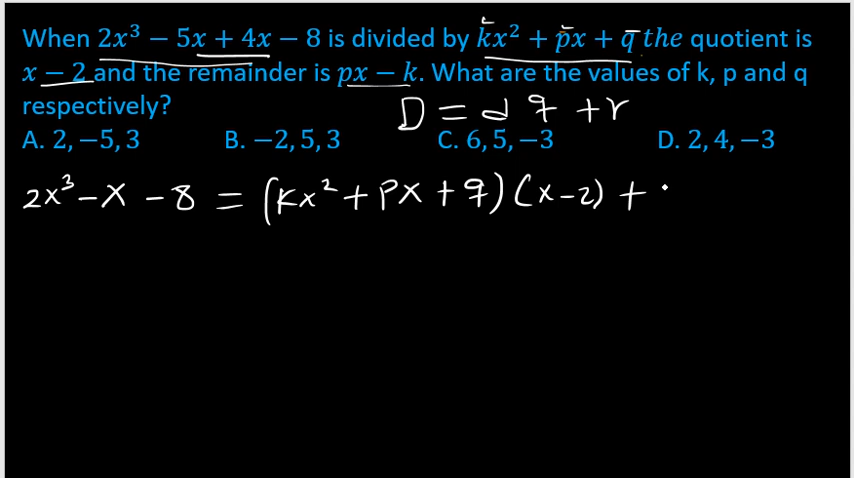 When 2x³ − 5x + 4x − 8 is divided by kx² + px + q the quotient is
x − 2 and the remainder is px − k. What are the values of k, p and q
respectively?
D = d q + r
A. 2, −5, 3 B. −2, 5, 3 C. 6, 5, −3 D. 2, 4, −3
2x³ − x − 8 = (kx² + px + q)(x − 2) +